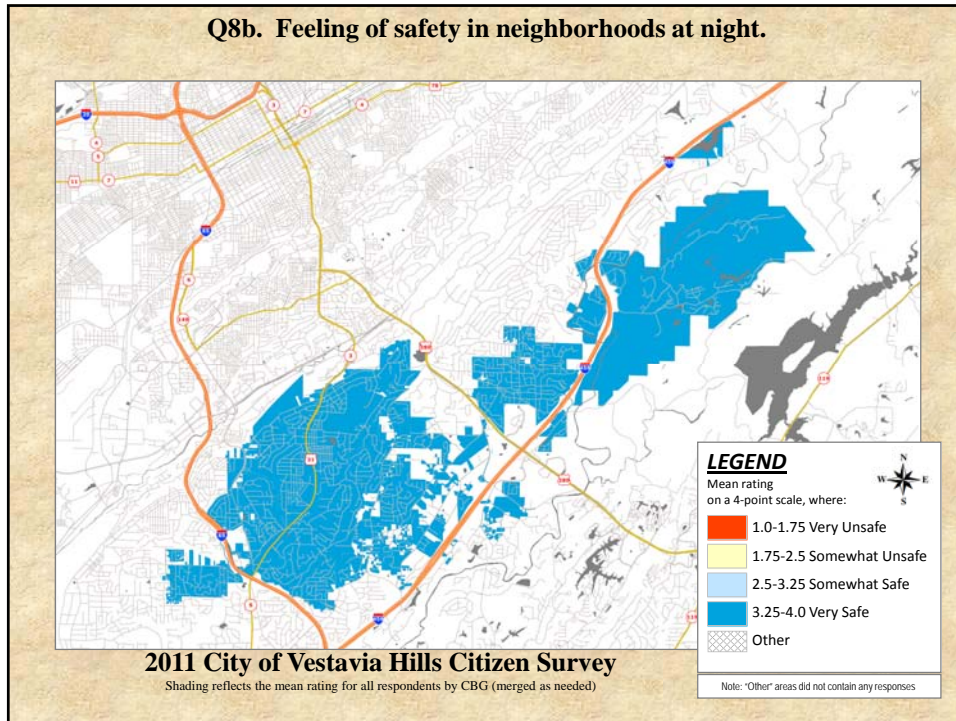 Q8b. Feeling of safety in neighborhoods at night.
LEGEND
Mean rating
on a 4-point scale, where:
1.0-1.75 Very Unsafe
1.75-2.5 Somewhat Unsafe
2.5-3.25 Somewhat Safe
3.25-4.0 Very Safe
Other
Note: "Other" areas did not contain any responses
N
W E
S
2011 City of Vestavia Hills Citizen Survey
Shading reflects the mean rating for all respondents by CBG (merged as needed)